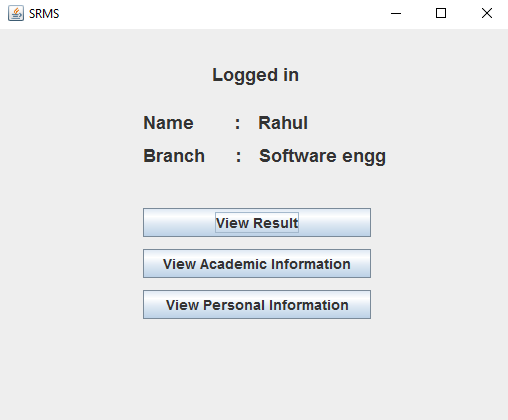 SRMS
Logged in
Name : Rahul
Branch : Software engg
View Result
View Academic Information
View Personal Information